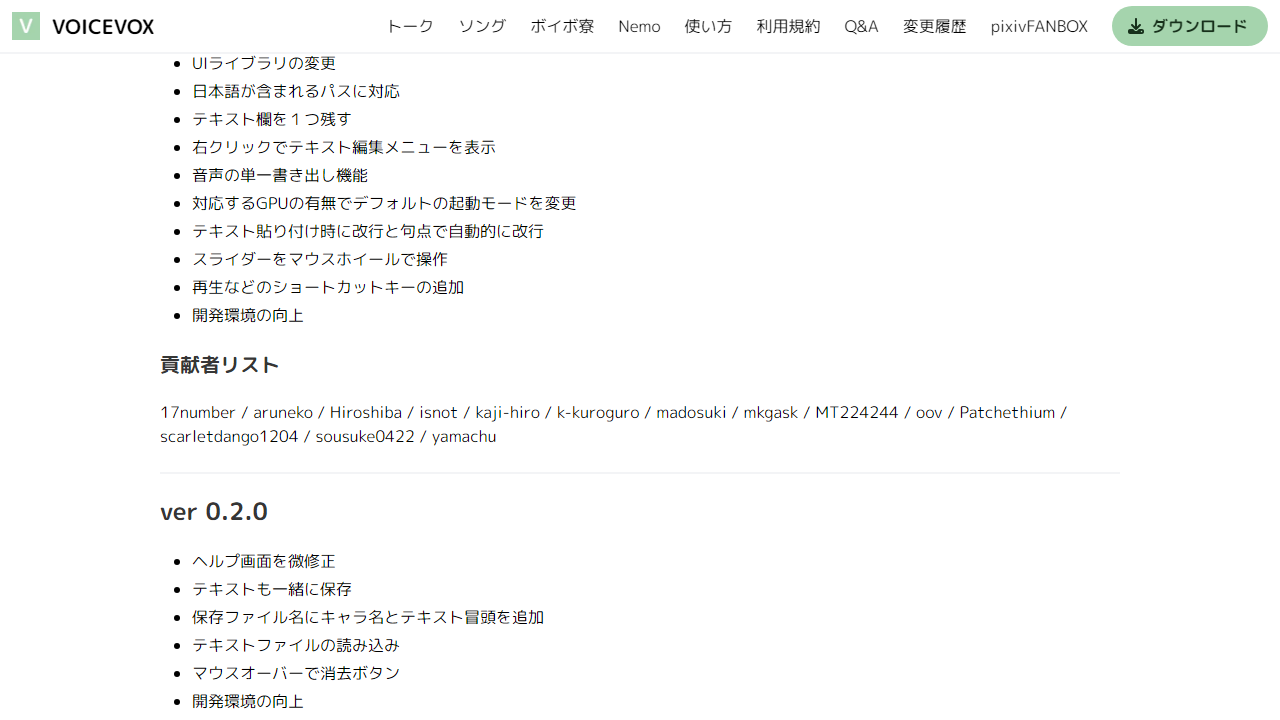 V VOICEVOX トーク ソング ボイボ寮 Nemo 使い方 利用規約 Q&A 変更履歴 pixivFANBOX ダウンロード
UIライブラリの変更
日本語が含まれるパスに対応
テキスト欄を１つ残す
右クリックでテキスト編集メニューを表示
音声の単一書き出し機能
対応するGPUの有無でデフォルトの起動モードを変更
テキスト貼り付け時に改行と句点で自動的に改行
スライダーをマウスホイールで操作
再生などのショートカットキーの追加
開発環境の向上
貢献者リスト
17number / aruneko / Hiroshiba / isnot / kaji-hiro / k-kuroguro / madosuki / mkgask / MT224244 / oov / Patchethium /
scarletdango1204 / sousuke0422 / yamachu
ver 0.2.0
ヘルプ画面を微修正
テキストも一緒に保存
保存ファイル名にキャラ名とテキスト冒頭を追加
テキストファイルの読み込み
マウスオーバーで消去ボタン
開発環境の向上